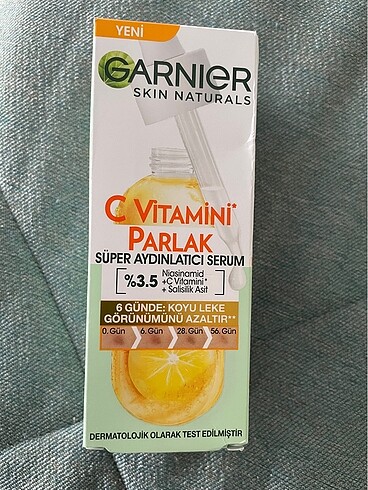 YENİ
GARNIER
SKIN NATURALS
C VİTAMİNİ*
PARLAK
SÜPER AYDINLATICI SERUM
%3.5 Niasinamid
+C Vitamini*
+ Salisilik Asit
6 GÜNDE: KOYU LEKE
GÖRÜNÜMÜNÜ AZALTIR**
0. Gün 6. Gün 28. Gün 56. Gün
DERMATOLOJİK OLARAK TEST EDİLMİŞTİR